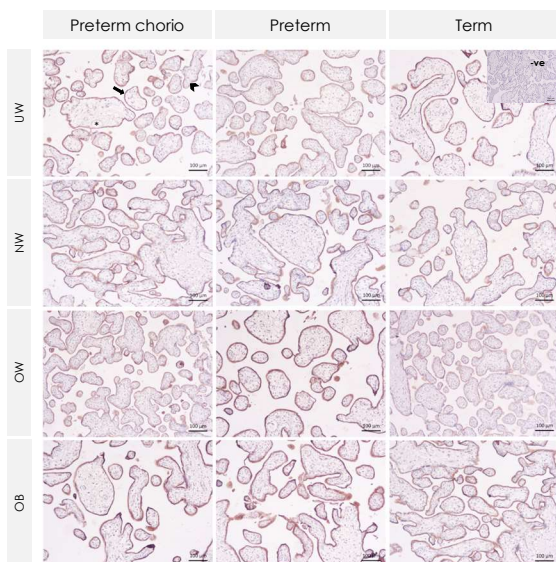 Preterm chorio Preterm Term
UW
-ve
100 µm 100 µm 100 µm
NW
100 µm 100 µm 100 µm
OW
100 µm 100 µm 100 µm
OB
100 µm 100 µm 100 µm